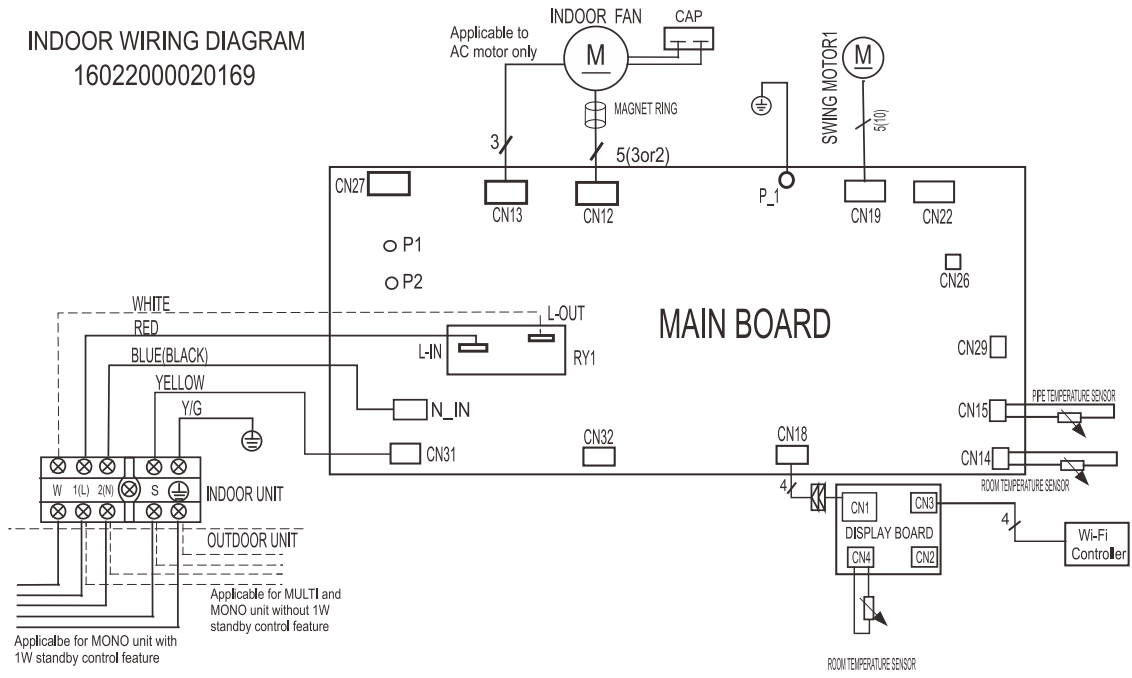 INDOOR WIRING DIAGRAM
16022000020169
Applicable to
AC motor only
INDOOR FAN
CAP
M
MAGNET RING
SWING MOTOR1
M
5(10)
3
5(3or2)
CN27
CN13
CN12
P_1
CN19
CN22
P1
P2
CN26
WHITE
L-OUT
RED
L-IN
RY1
MAIN BOARD
CN29
BLUE(BLACK)
YELLOW
Y/G
N_IN
CN15
PIPE TEMPERATURE SENSOR
CN31
CN32
CN18
CN14
ROOM TEMPERATURE SENSOR
W
1(L)
2(N)
S
INDOOR UNIT
OUTDOOR UNIT
4
CN1
CN3
DISPLAY BOARD
CN4
CN2
4
Wi-Fi
Controller
Applicable for MULTI and
MONO unit without 1W
standby control feature
Applicalbe for MONO unit with
1W standby control feature
ROOM TEMPERATURE SENSOR